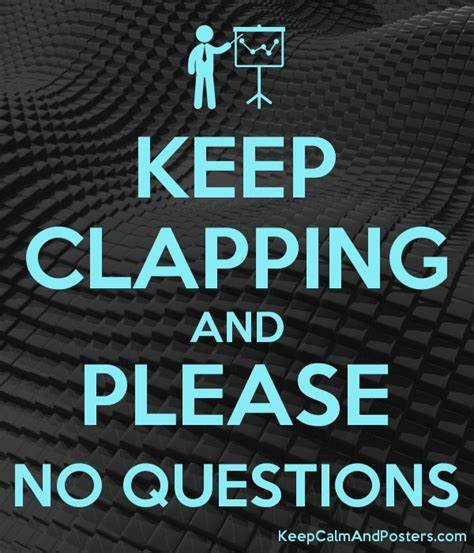 KEEP
CLAPPING
AND
PLEASE
NO QUESTIONS
KeepCalmAndPosters.com